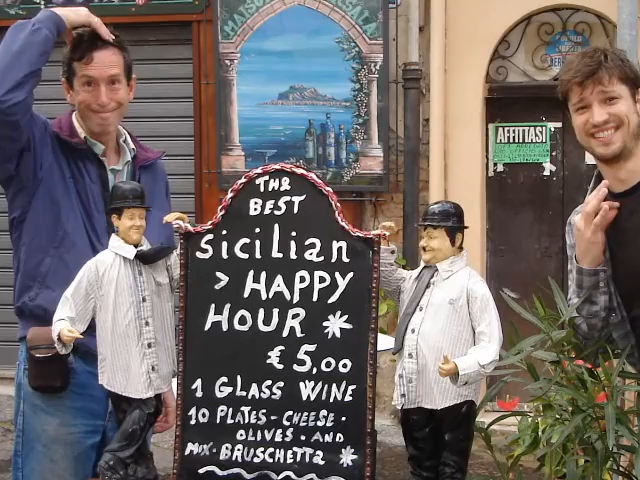 THE
BEST
sicilian
> HAPPY
HOUR *
€ 5,00
1 GLASS WINE
10 PLATES - CHEESE -
OLIVES - AND
MIX - BRUSCHETTA *
AFFITTASI